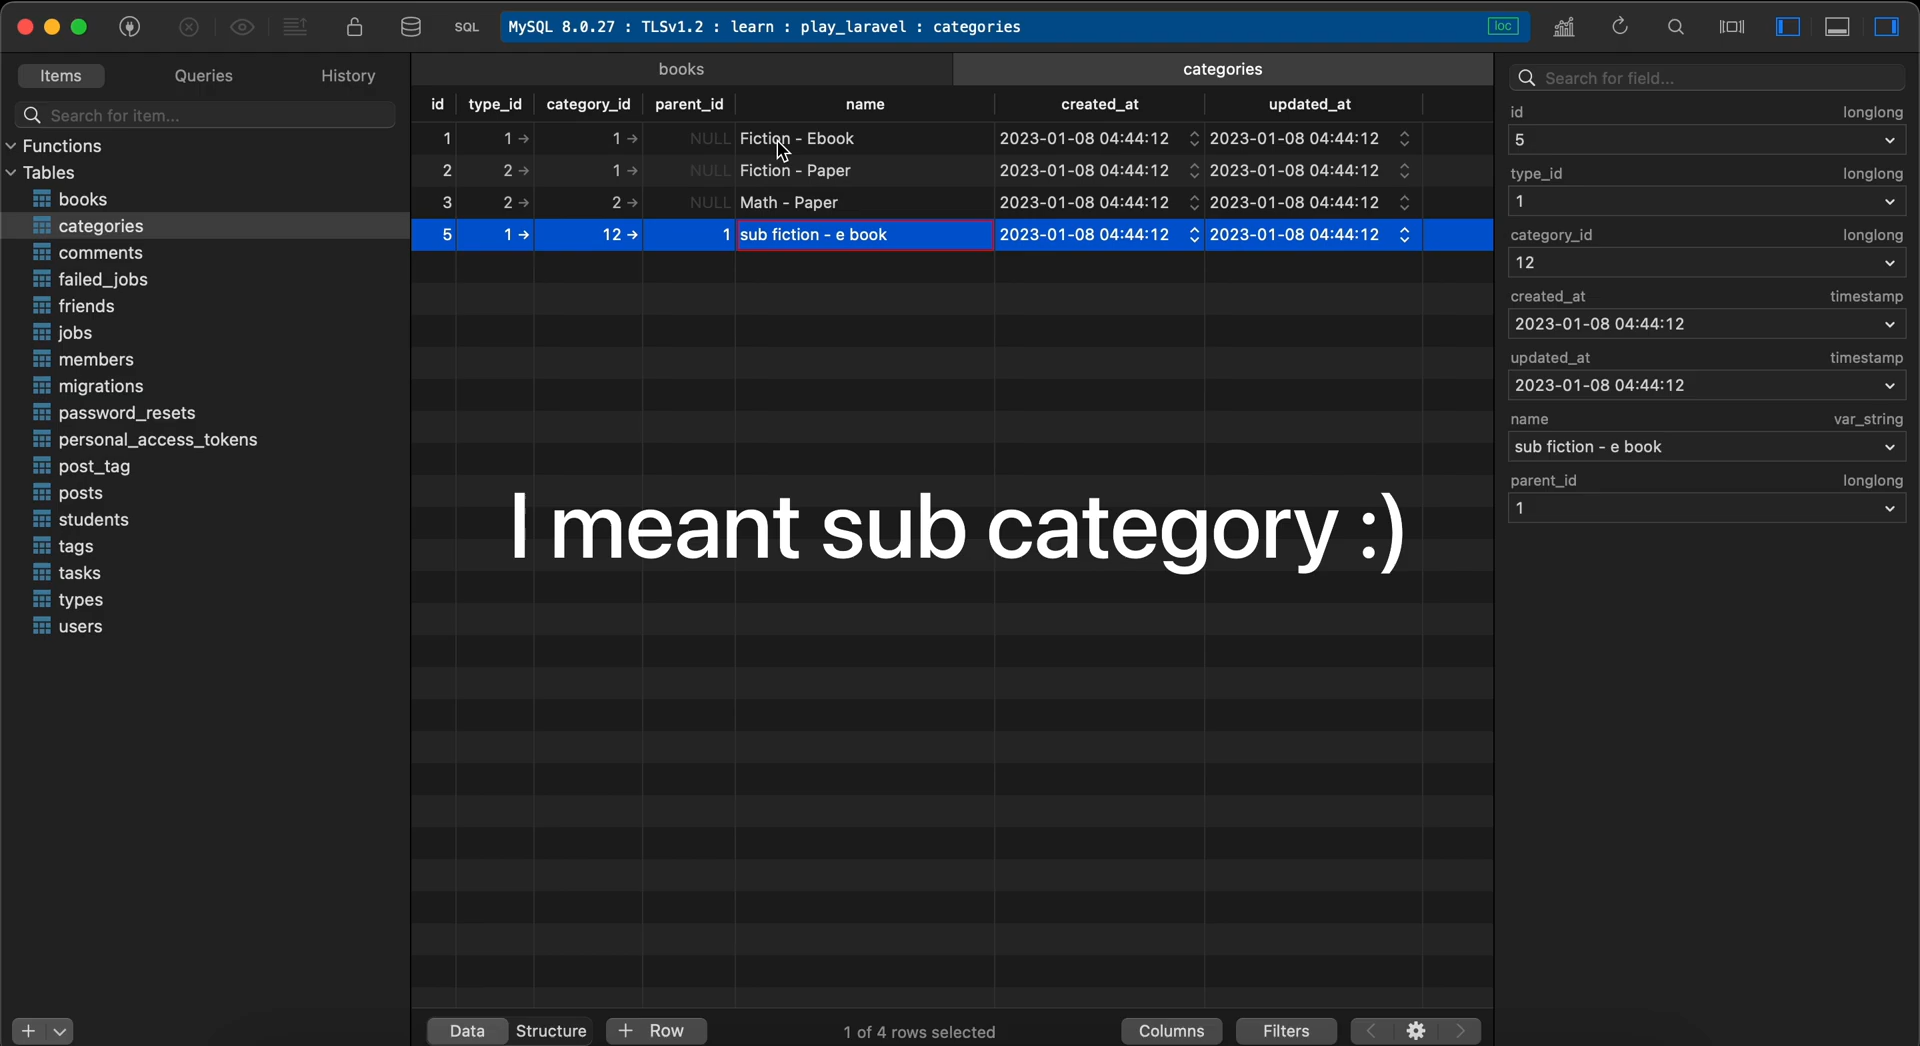 SQL
MySQL 8.0.27 : TLSv1.2 : learn : play_laravel : categories
loc
Items Queries History
Search for item...
Functions
Tables
books
categories
comments
failed_jobs
friends
jobs
members
migrations
password_resets
personal_access_tokens
post_tag
posts
students
tags
tasks
types
users
books categories
id type_id category_id parent_id name created_at updated_at
1 1 → 1 → NULL Fiction - Ebook 2023-01-08 04:44:12 2023-01-08 04:44:12
2 2 → 1 → NULL Fiction - Paper 2023-01-08 04:44:12 2023-01-08 04:44:12
3 2 → 2 → NULL Math - Paper 2023-01-08 04:44:12 2023-01-08 04:44:12
5 1 → 12 → 1 sub fiction - e book 2023-01-08 04:44:12 2023-01-08 04:44:12
I meant sub category :)
Data Structure + Row 1 of 4 rows selected Columns Filters
Search for field...
id longlong
5
type_id longlong
1
category_id longlong
12
created_at timestamp
2023-01-08 04:44:12
updated_at timestamp
2023-01-08 04:44:12
name var_string
sub fiction - e book
parent_id longlong
1